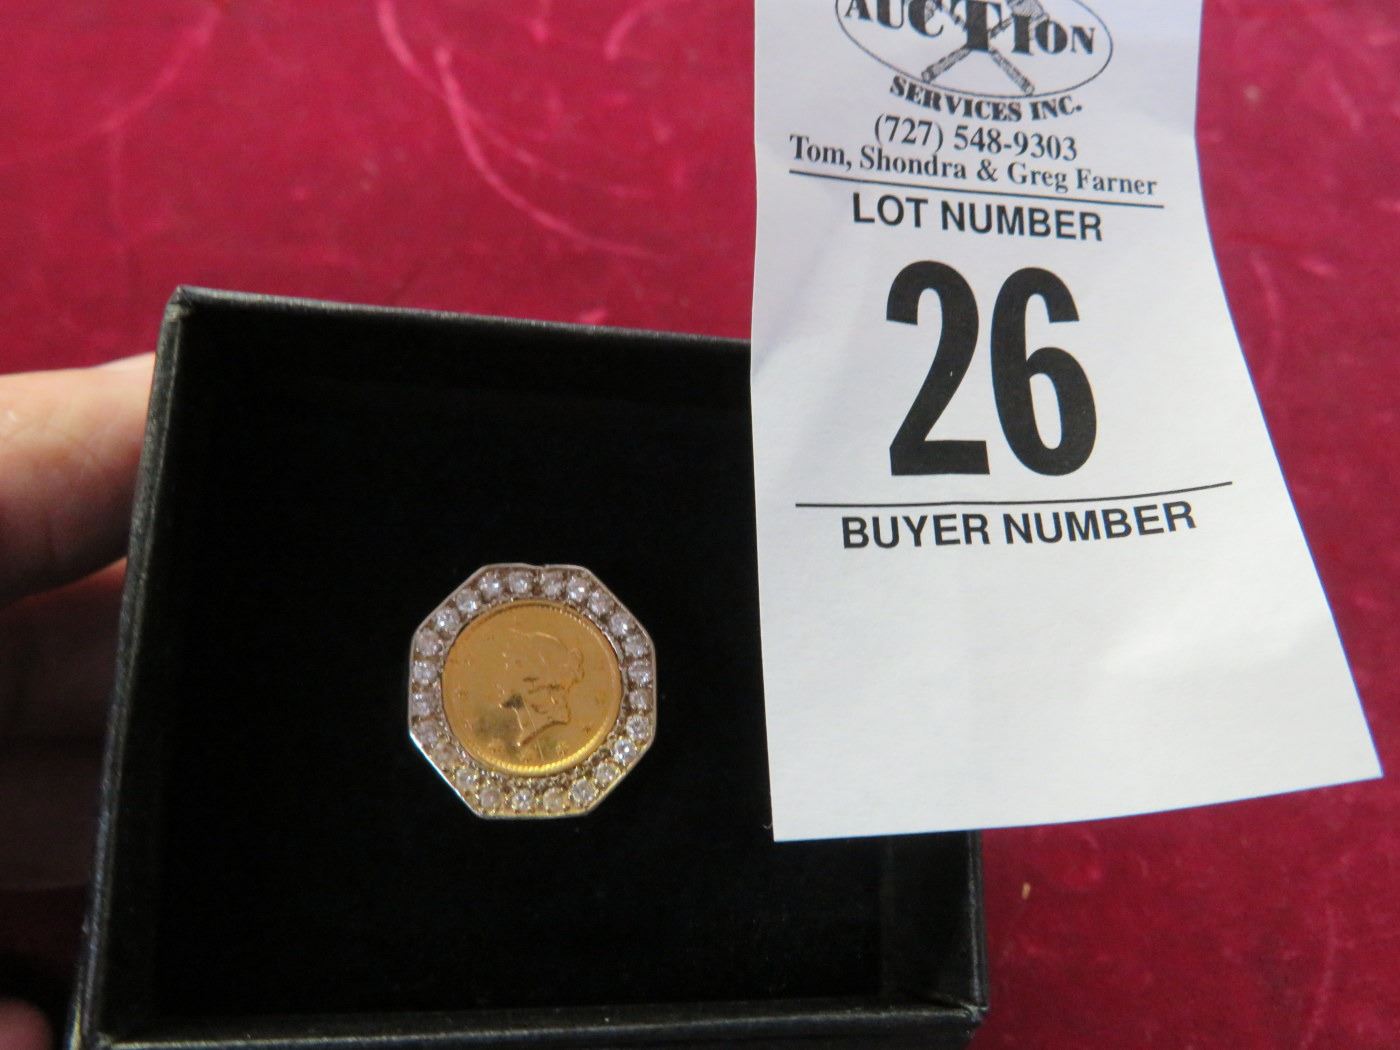 AUCTION
SERVICES INC.
(727) 548-9303
Tom, Shondra & Greg Farner
LOT NUMBER
26
BUYER NUMBER